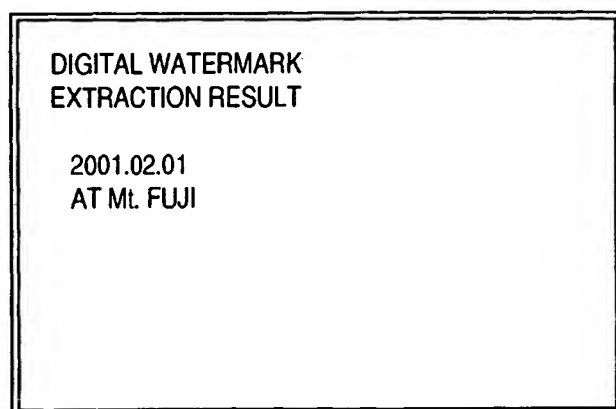 DIGITAL WATERMARK
EXTRACTION RESULT
2001.02.01
AT Mt. FUJI